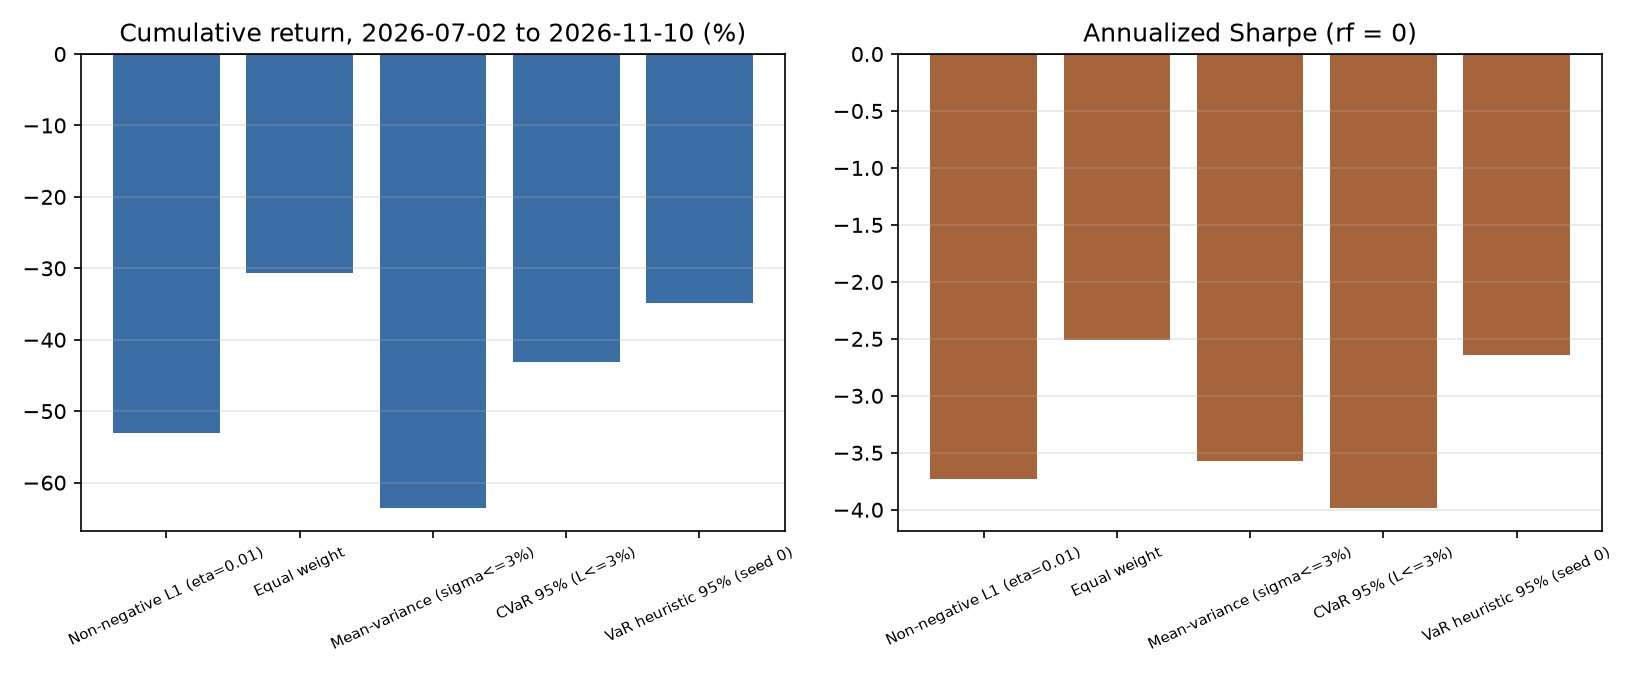 Cumulative return, 2026-07-02 to 2026-11-10 (%)
0
−10
−20
−30
−40
−50
−60
Non-negative L1 (eta=0.01)
Equal weight
Mean-variance (sigma<=3%)
CVaR 95% (L<=3%)
VaR heuristic 95% (seed 0)
Annualized Sharpe (rf = 0)
0.0
−0.5
−1.0
−1.5
−2.0
−2.5
−3.0
−3.5
−4.0
Non-negative L1 (eta=0.01)
Equal weight
Mean-variance (sigma<=3%)
CVaR 95% (L<=3%)
VaR heuristic 95% (seed 0)